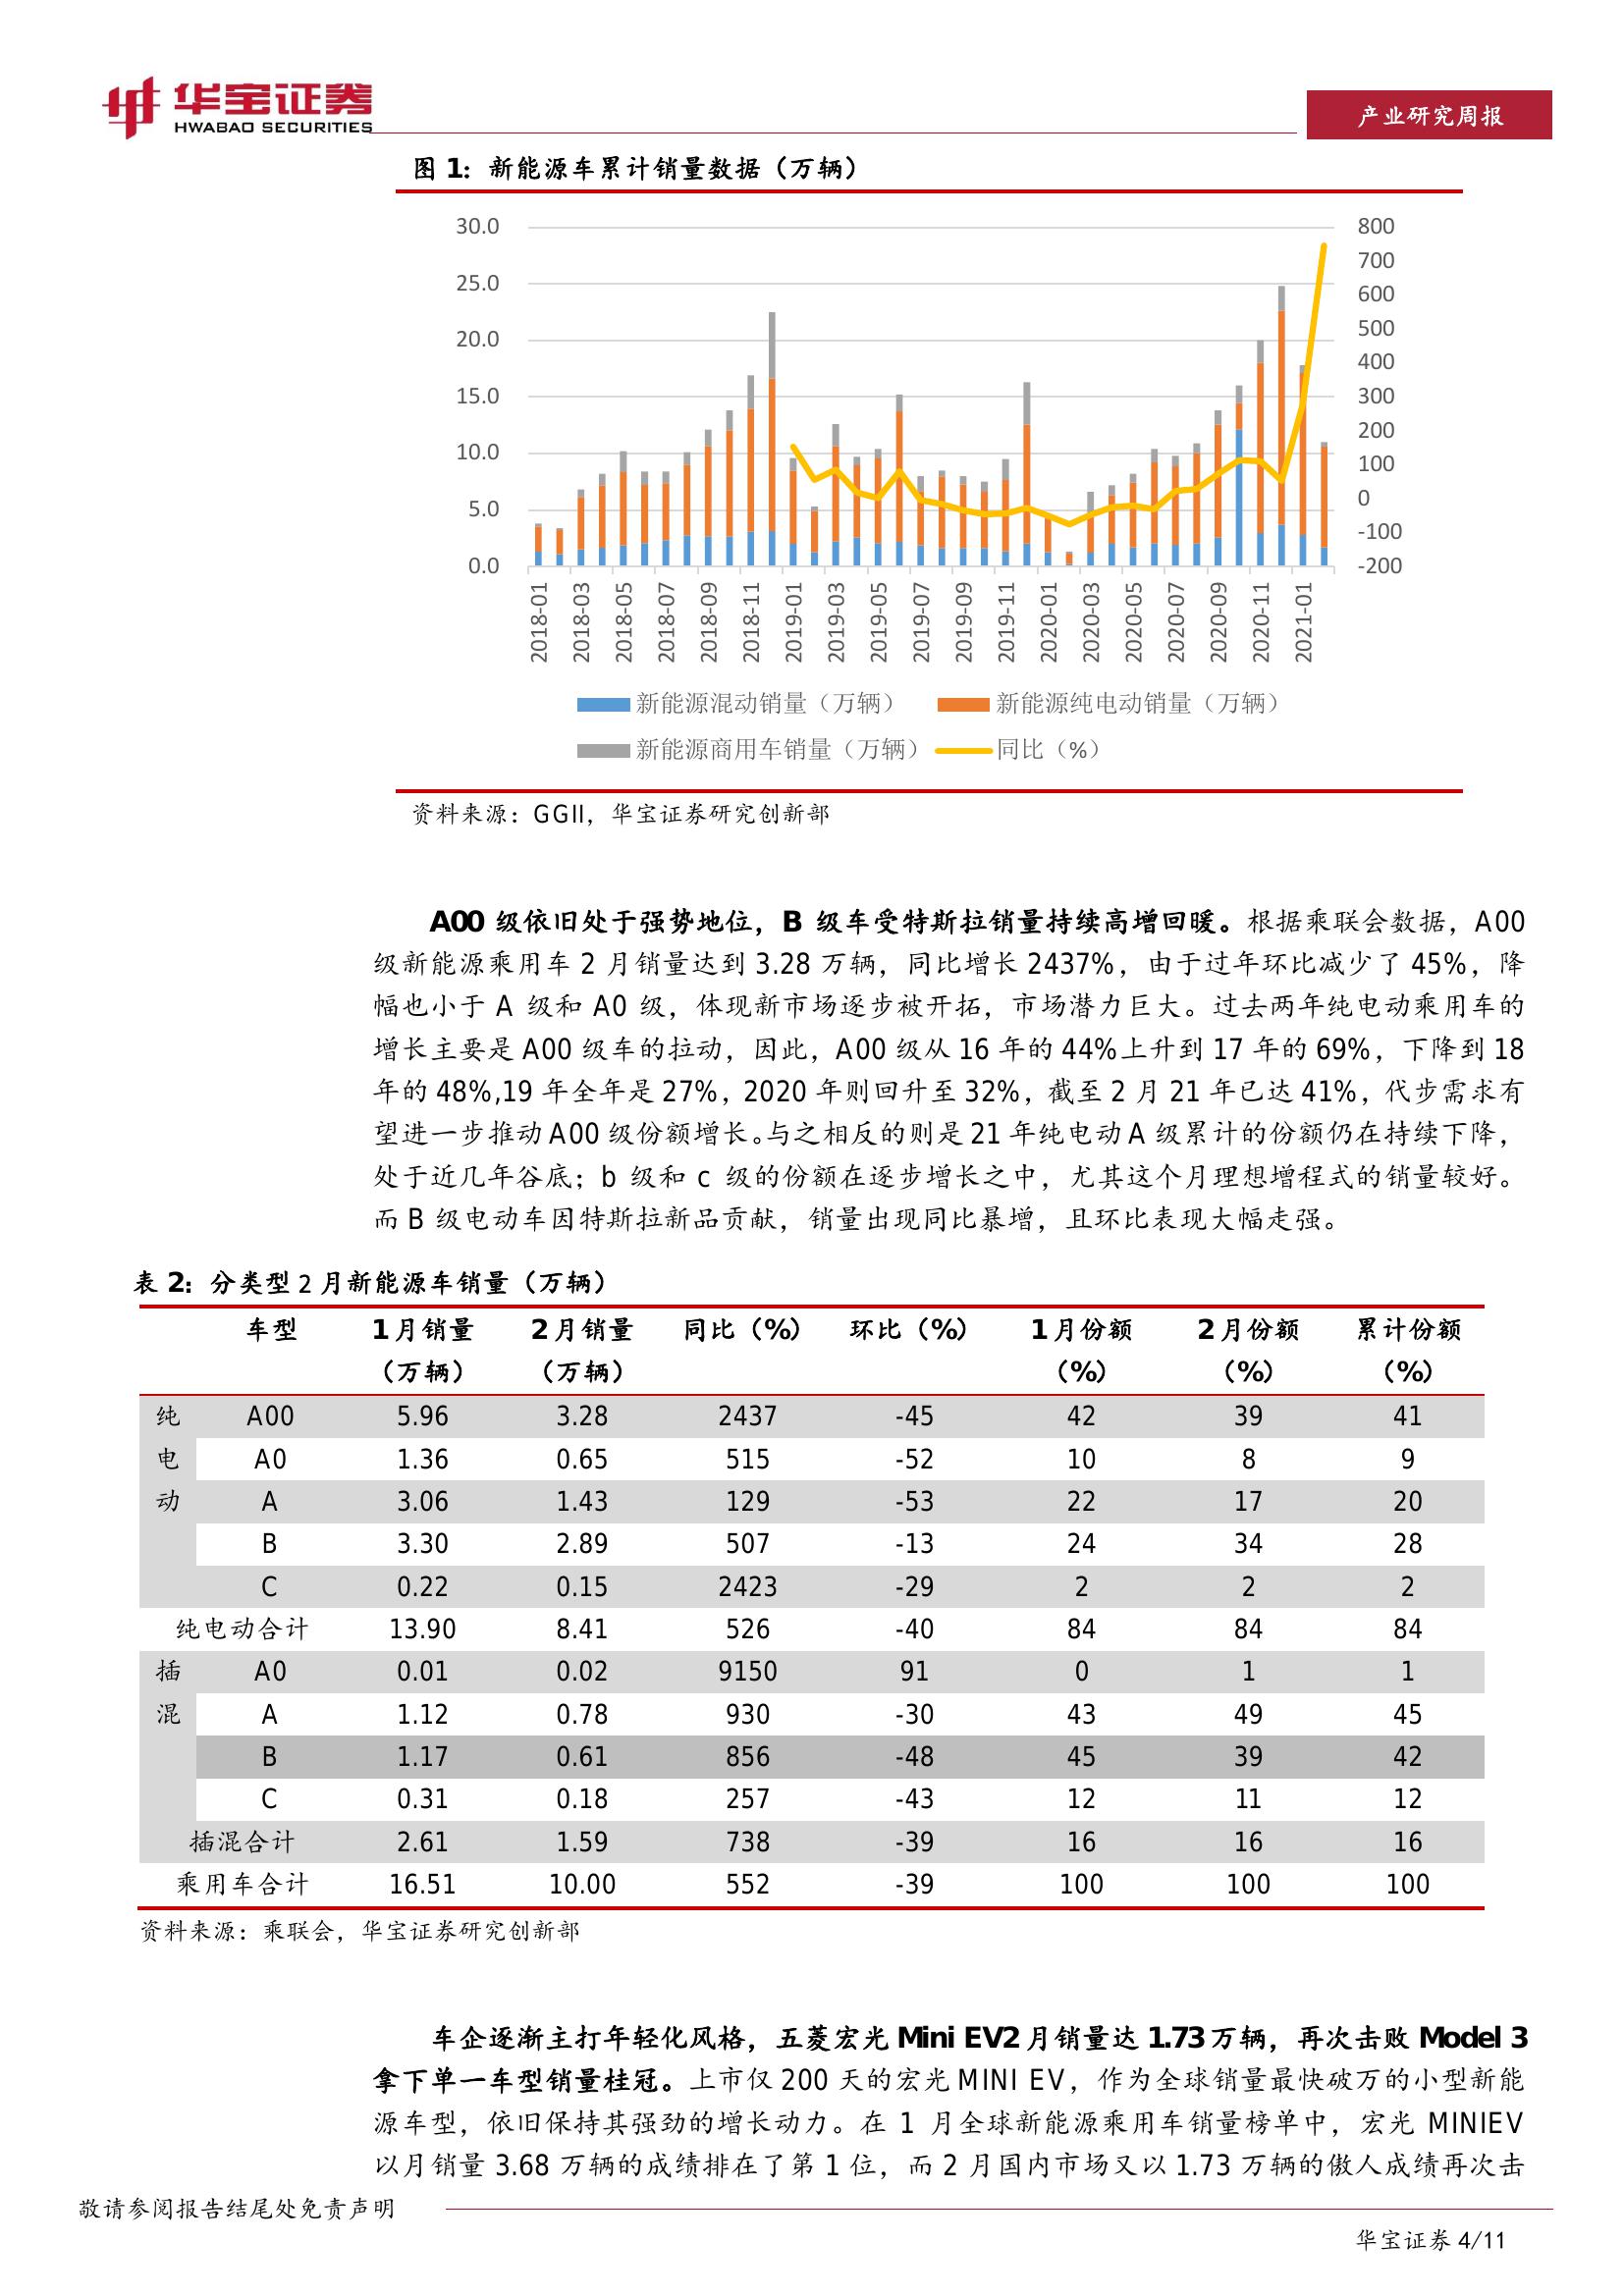 华宝证券
HWABAO SECURITIES
产业研究周报
图 1：新能源车累计销量数据（万辆）
30.0
25.0
20.0
15.0
10.0
5.0
0.0
800
700
600
500
400
300
200
100
0
-100
-200
2018-01
2018-03
2018-05
2018-07
2018-09
2018-11
2019-01
2019-03
2019-05
2019-07
2019-09
2019-11
2020-01
2020-03
2020-05
2020-07
2020-09
2020-11
2021-01
新能源混动销量（万辆） 新能源纯电动销量（万辆）
新能源商用车销量（万辆） 同比（%）
资料来源：GGII，华宝证券研究创新部
A00 级依旧处于强势地位，B 级车受特斯拉销量持续高增回暖。根据乘联会数据，A00
级新能源乘用车 2 月销量达到 3.28 万辆，同比增长 2437%，由于过年环比减少了 45%，降
幅也小于 A 级和 A0 级，体现新市场逐步被开拓，市场潜力巨大。过去两年纯电动乘用车的
增长主要是 A00 级车的拉动，因此，A00 级从 16 年的 44%上升到 17 年的 69%，下降到 18
年的 48%,19 年全年是 27%，2020 年则回升至 32%，截至 2 月 21 年已达 41%，代步需求有
望进一步推动 A00 级份额增长。与之相反的则是 21 年纯电动 A 级累计的份额仍在持续下降，
处于近几年谷底；b 级和 c 级的份额在逐步增长之中，尤其这个月理想增程式的销量较好。
而 B 级电动车因特斯拉新品贡献，销量出现同比暴增，且环比表现大幅走强。
表 2：分类型 2 月新能源车销量（万辆）
车型 1 月销量 2 月销量 同比（%） 环比（%） 1 月份额 2 月份额 累计份额
（万辆） （万辆） （%） （%） （%）
纯 A00 5.96 3.28 2437 -45 42 39 41
电 A0 1.36 0.65 515 -52 10 8 9
动 A 3.06 1.43 129 -53 22 17 20
B 3.30 2.89 507 -13 24 34 28
C 0.22 0.15 2423 -29 2 2 2
纯电动合计 13.90 8.41 526 -40 84 84 84
插 A0 0.01 0.02 9150 91 0 1 1
混 A 1.12 0.78 930 -30 43 49 45
B 1.17 0.61 856 -48 45 39 42
C 0.31 0.18 257 -43 12 11 12
插混合计 2.61 1.59 738 -39 16 16 16
乘用车合计 16.51 10.00 552 -39 100 100 100
资料来源：乘联会，华宝证券研究创新部
车企逐渐主打年轻化风格，五菱宏光 Mini EV2 月销量达 1.73 万辆，再次击败 Model 3
拿下单一车型销量桂冠。上市仅 200 天的宏光 MINI EV，作为全球销量最快破万的小型新能
源车型，依旧保持其强劲的增长动力。在 1 月全球新能源乘用车销量榜单中，宏光 MINIEV
以月销量 3.68 万辆的成绩排在了第 1 位，而 2 月国内市场又以 1.73 万辆的傲人成绩再次击
敬请参阅报告结尾处免责声明
华宝证券 4/11